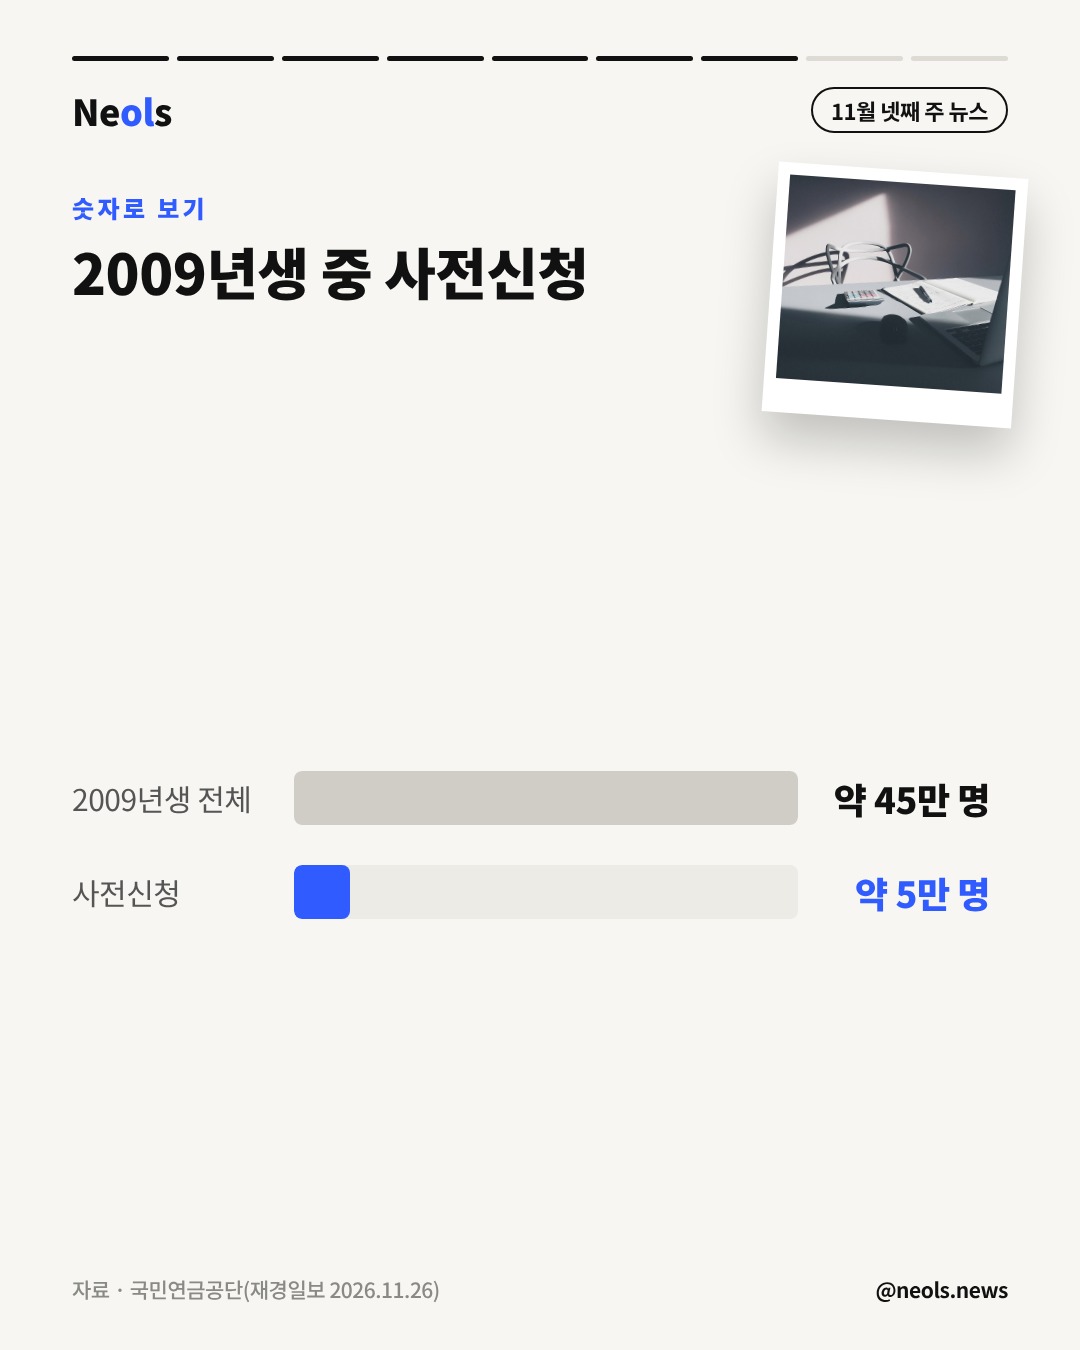 Neols
11월 넷째 주 뉴스
숫자로 보기
2009년생 중 사전신청
2009년생 전체
약 45만 명
사전신청
약 5만 명
자료 · 국민연금공단(재경일보 2026.11.26)
@neols.news